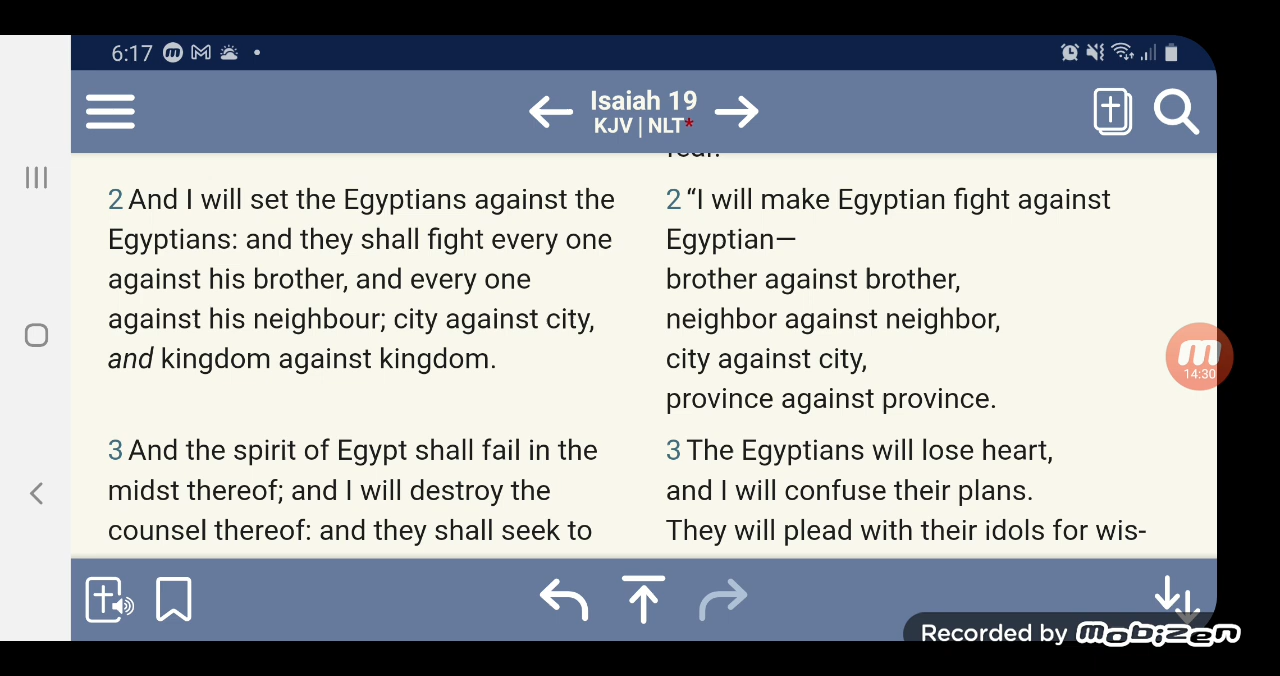 6:17
Isaiah 19
KJV | NLT*
2 And I will set the Egyptians against the
Egyptians: and they shall fight every one
against his brother, and every one
against his neighbour; city against city,
and kingdom against kingdom.
3 And the spirit of Egypt shall fail in the
midst thereof; and I will destroy the
counsel thereof: and they shall seek to
2 “I will make Egyptian fight against
Egyptian—
brother against brother,
neighbor against neighbor,
city against city,
province against province.
3 The Egyptians will lose heart,
and I will confuse their plans.
They will plead with their idols for wis-
14:30
Recorded by Mobizen